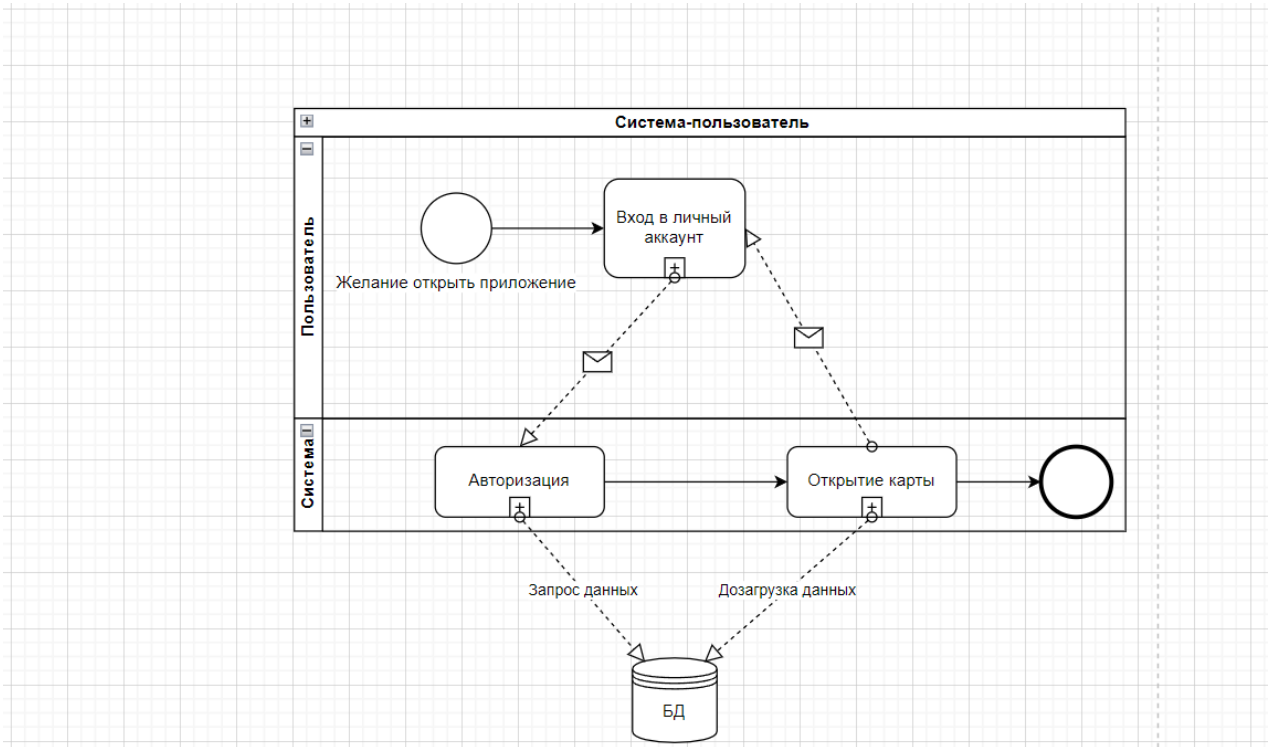 Система-пользователь
Пользователь
Вход в личный
аккаунт
Желание открыть приложение
Система
Авторизация
Открытие карты
Запрос данных
Дозагрузка данных
БД